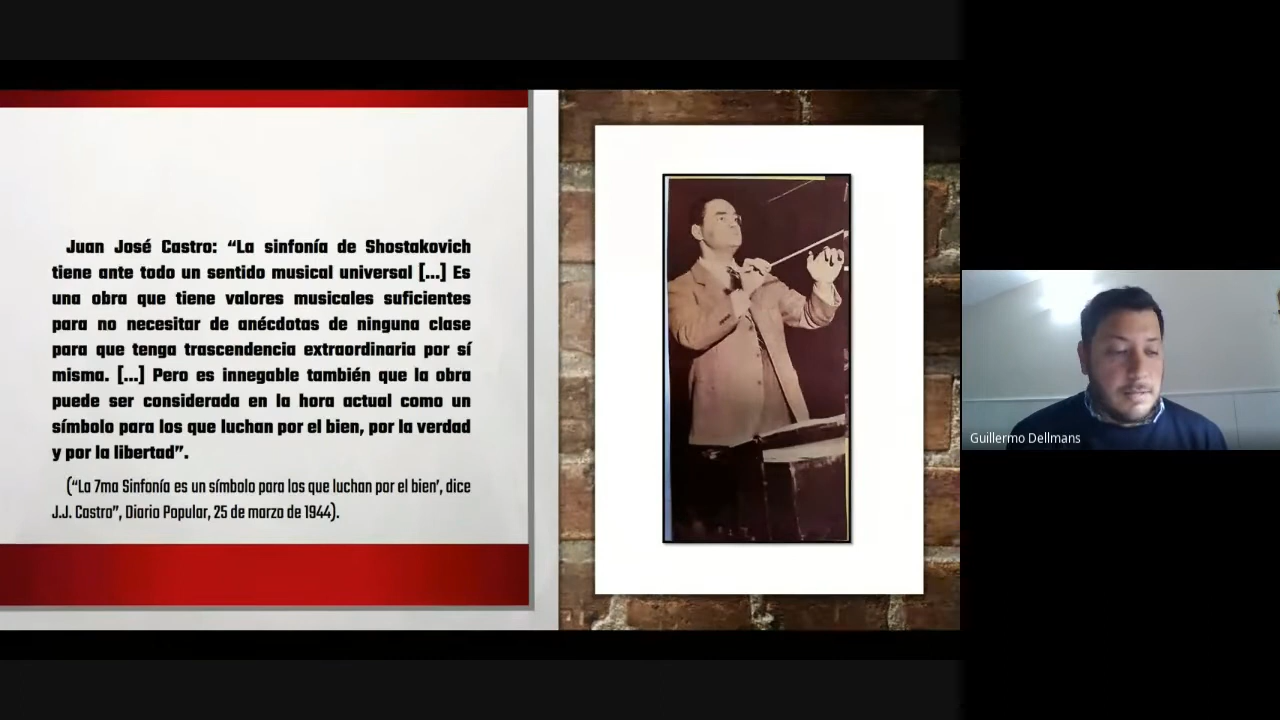 Juan José Castro: “La sinfonía de Shostakovich
tiene ante todo un sentido musical universal [...] Es
una obra que tiene valores musicales suficientes
para no necesitar de anécdotas de ninguna clase
para que tenga trascendencia extraordinaria por sí
misma. [...] Pero es innegable también que la obra
puede ser considerada en la hora actual como un
símbolo para los que luchan por el bien, por la verdad
y por la libertad”.
(“La 7ma Sinfonía es un símbolo para los que luchan por el bien’, dice
J.J. Castro”, Diario Popular, 25 de marzo de 1944).
Guillermo Dellmans